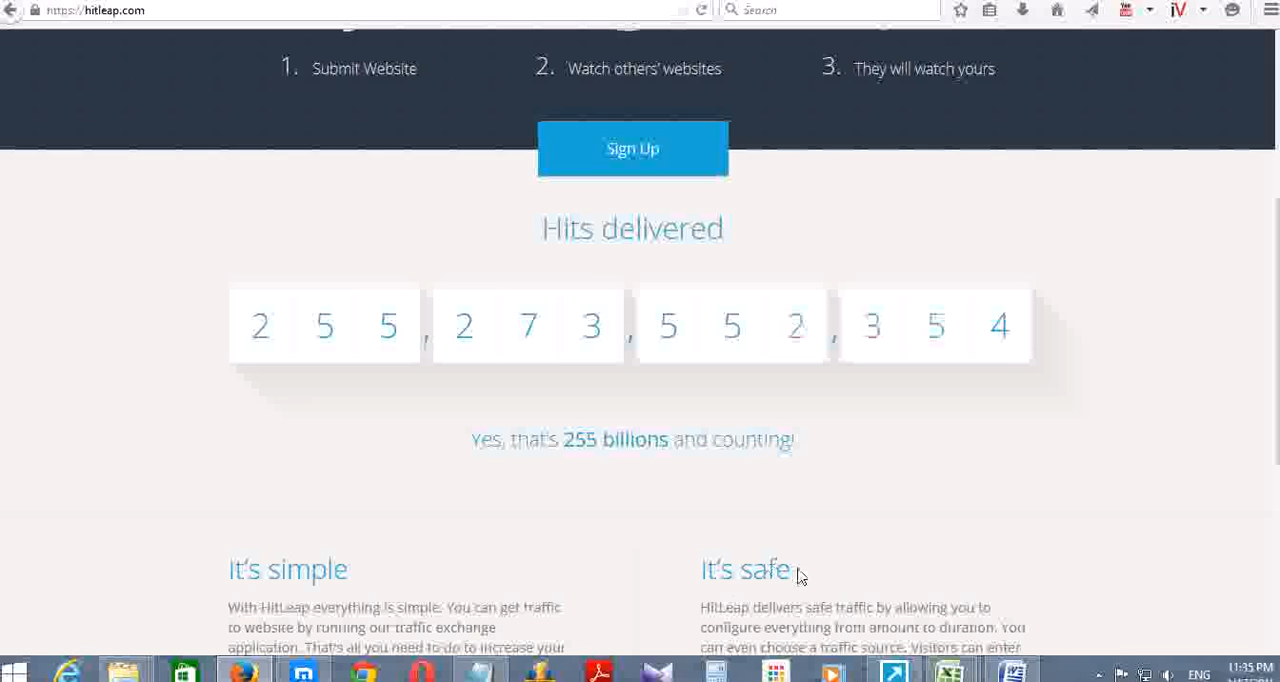 https://hitleap.com
Search
1. Submit Website
2. Watch others' websites
3. They will watch yours
Sign Up
Hits delivered
255,273,552,354
Yes, that's 255 billions and counting!
It's simple
With HitLeap everything is simple. You can get traffic
to website by running our traffic exchange
application. That's all you need to do to increase your
It's safe
HitLeap delivers safe traffic by allowing you to
configure everything from amount to duration. You
can even choose a traffic source. Visitors can enter
ENG
11:35 PM